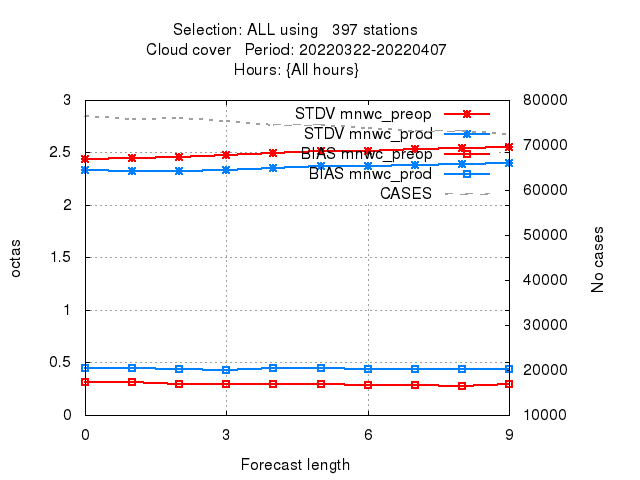 Selection: ALL using   397 stations
Cloud cover   Period: 20220322-20220407
Hours: {All hours}
3
2.5
2
1.5
1
0.5
0
octas
80000
70000
60000
50000
40000
30000
20000
10000
No cases
STDV mnwc_preop
STDV mnwc_prod
BIAS mnwc_preop
BIAS mnwc_prod
CASES
0 3 6 9
Forecast length